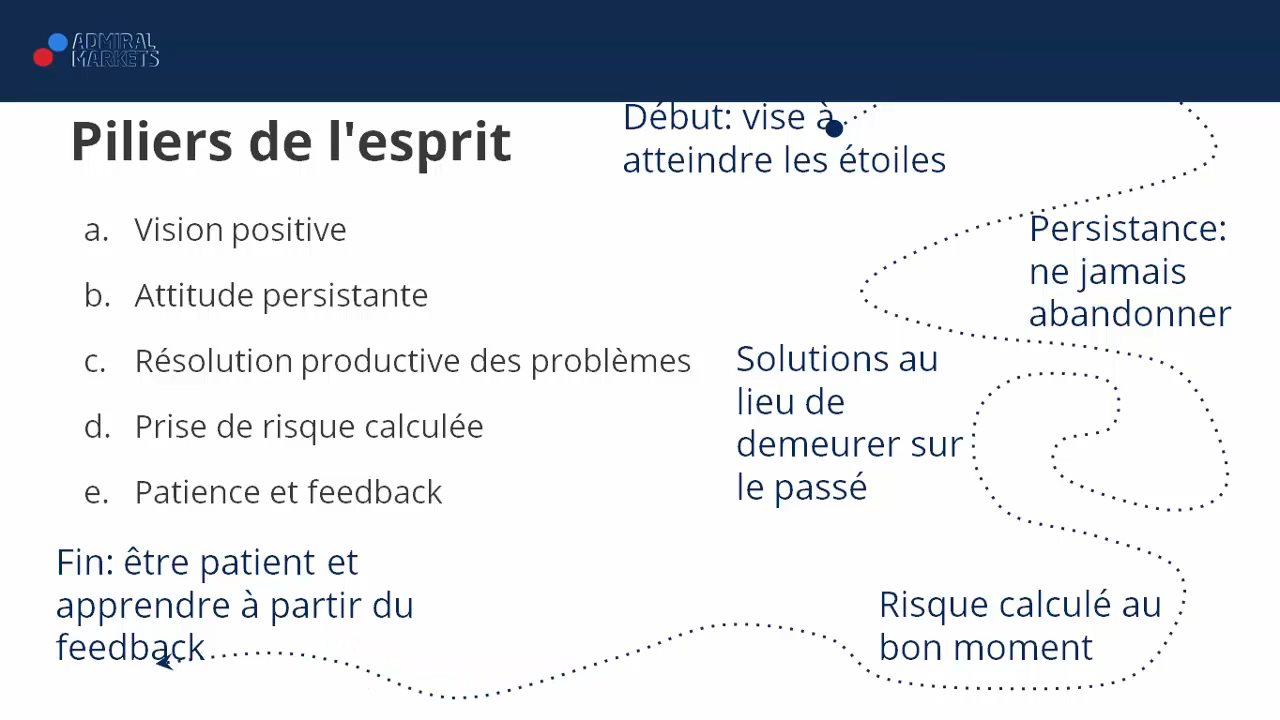 ADMIRAL
MARKETS
Piliers de l'esprit
a. Vision positive
b. Attitude persistante
c. Résolution productive des problèmes
d. Prise de risque calculée
e. Patience et feedback
Début: vise à
atteindre les étoiles
Persistance:
ne jamais
abandonner
Solutions au
lieu de
demeurer sur
le passé
Risque calculé au
bon moment
Fin: être patient et
apprendre à partir du
feedback